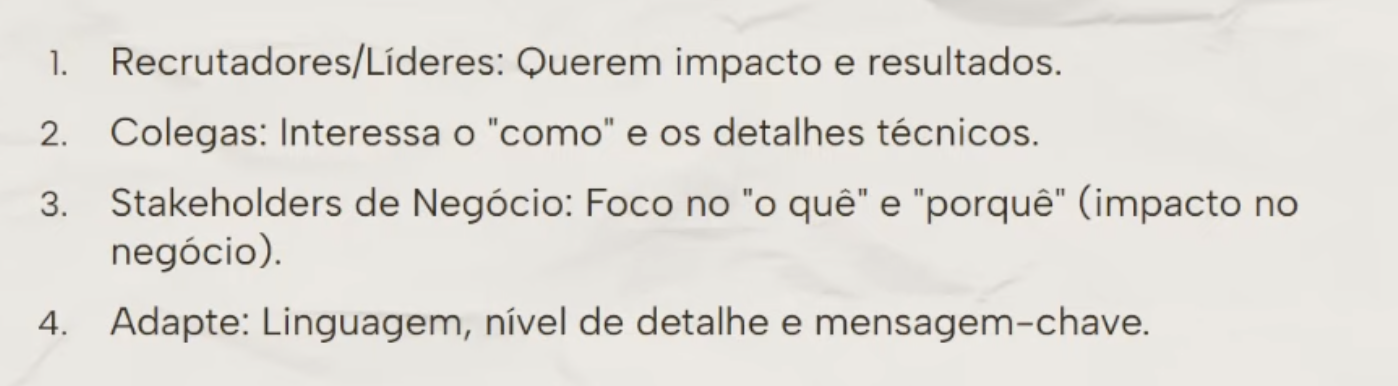 1. Recrutadores/Líderes: Querem impacto e resultados.
2. Colegas: Interessa o "como" e os detalhes técnicos.
3. Stakeholders de Negócio: Foco no "o quê" e "porquê" (impacto no
negócio).
4. Adapte: Linguagem, nível de detalhe e mensagem-chave.